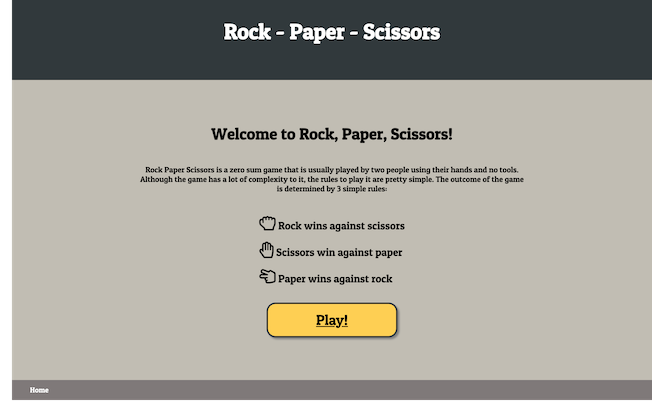 Rock - Paper - Scissors
Welcome to Rock, Paper, Scissors!
Rock Paper Scissors is a zero sum game that is usually played by two people using their hands and no tools.
Although the game has a lot of complexity to it, the rules to play it are pretty simple. The outcome of the game
is determined by 3 simple rules:
Rock wins against scissors
Scissors win against paper
Paper wins against rock
Play!
Home